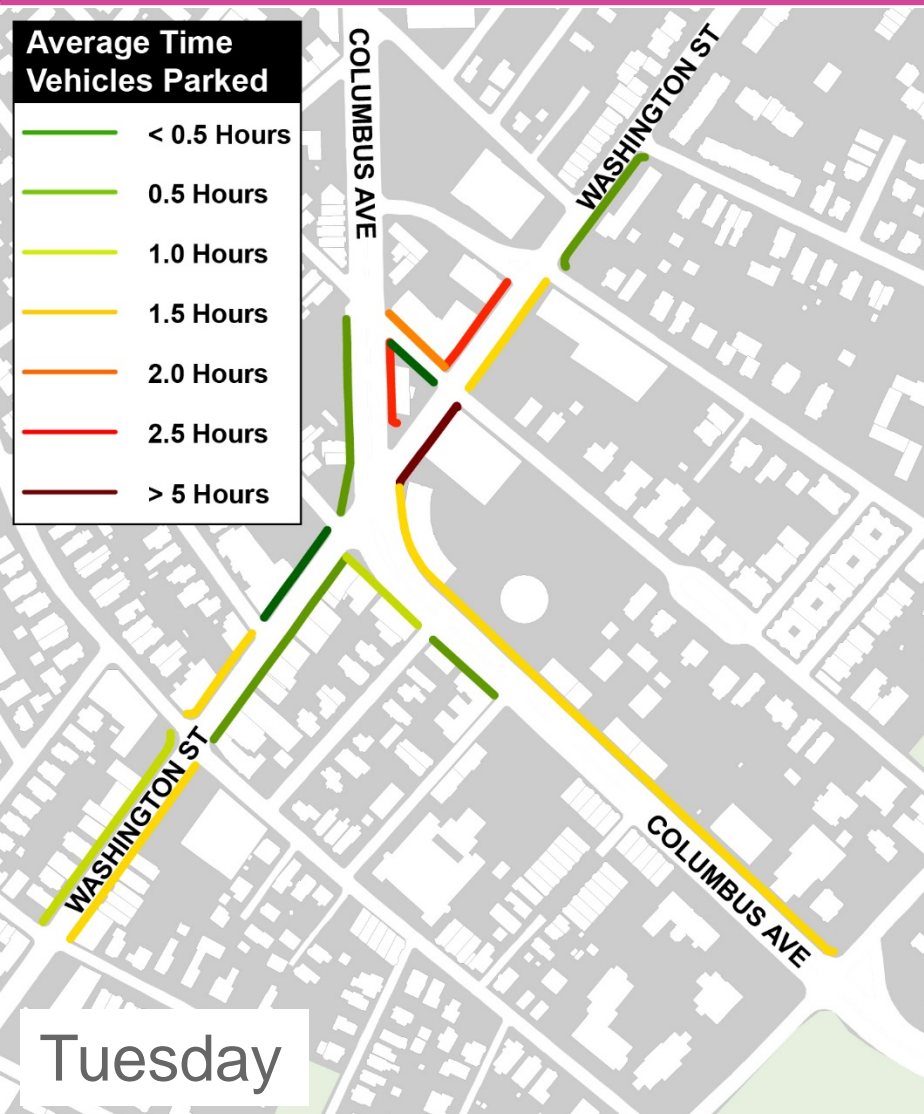 Average Time
Vehicles Parked
< 0.5 Hours
0.5 Hours
1.0 Hours
1.5 Hours
2.0 Hours
2.5 Hours
> 5 Hours
COLUMBUS AVE
WASHINGTON ST
WASHINGTON ST
COLUMBUS AVE
Tuesday